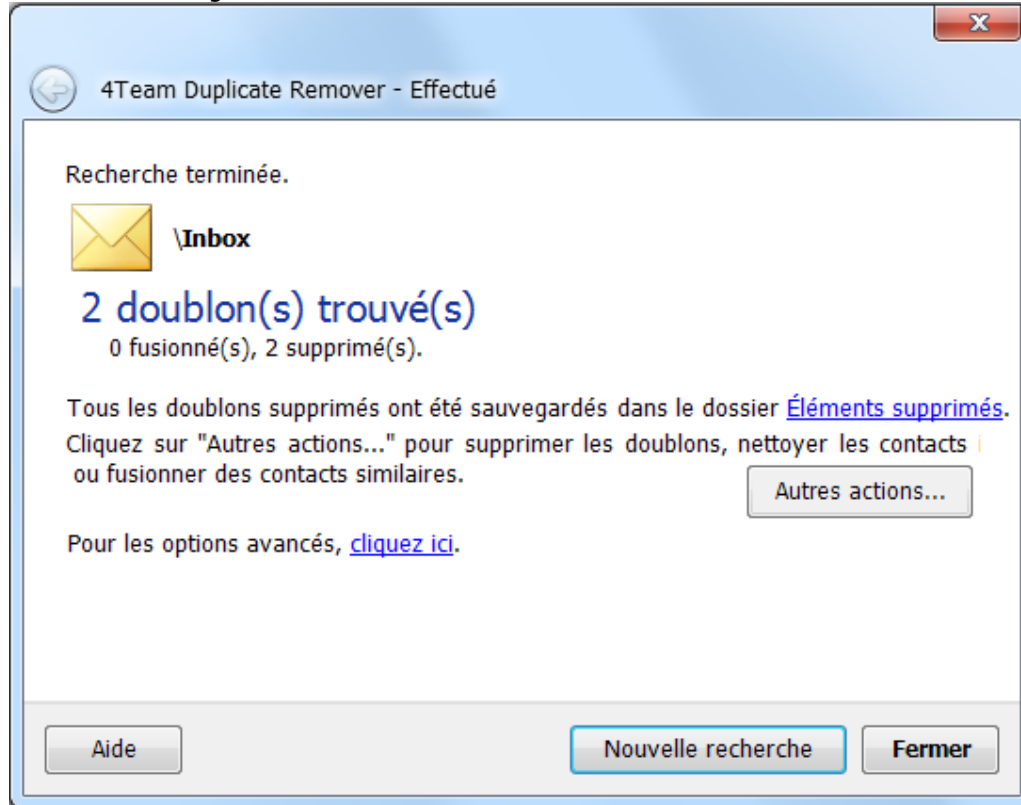 4Team Duplicate Remover - Effectué
Recherche terminée.
\Inbox
2 doublon(s) trouvé(s)
0 fusionné(s), 2 supprimé(s).
Tous les doublons supprimés ont été sauvegardés dans le dossier Éléments supprimés.
Cliquez sur "Autres actions..." pour supprimer les doublons, nettoyer les contacts
ou fusionner des contacts similaires.
Autres actions...
Pour les options avancés, cliquez ici.
Aide
Nouvelle recherche
Fermer